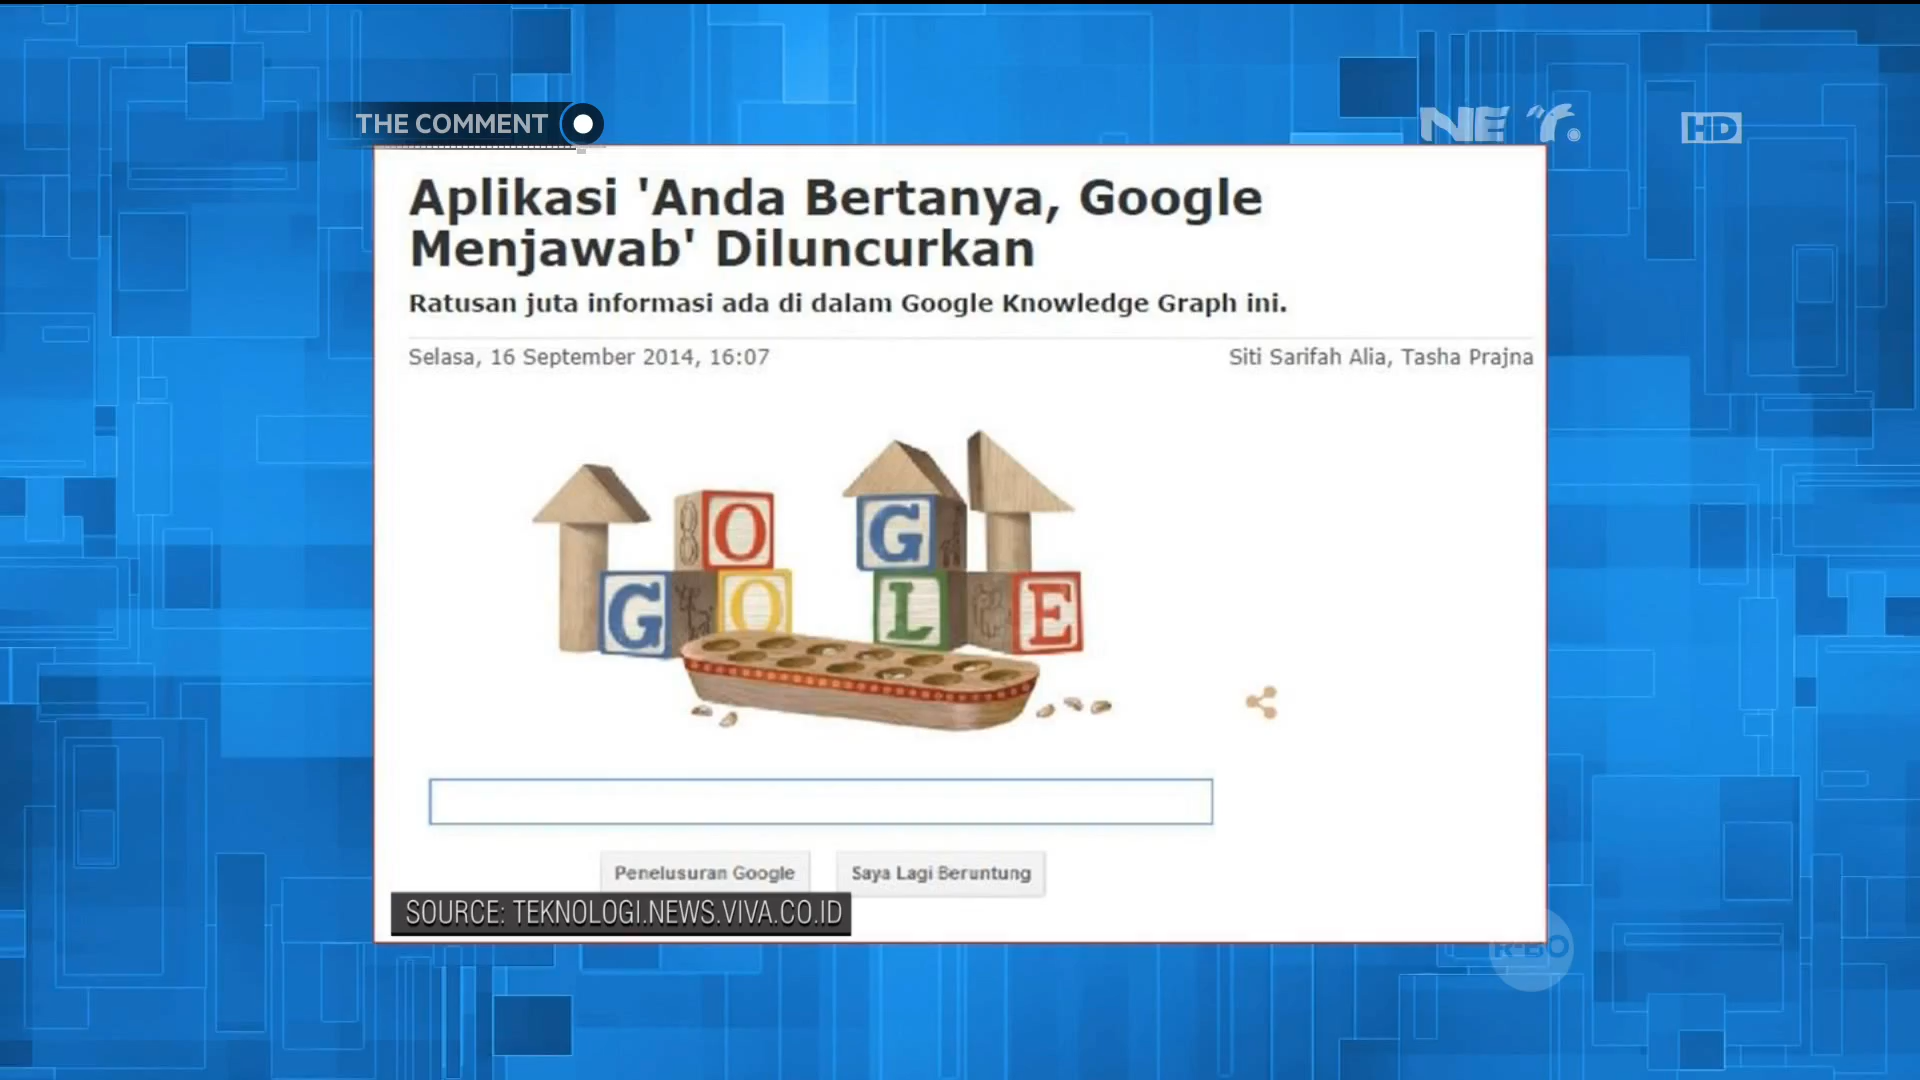 THE COMMENT
NET.
HD
Aplikasi 'Anda Bertanya, Google
Menjawab' Diluncurkan
Ratusan juta informasi ada di dalam Google Knowledge Graph ini.
Selasa, 16 September 2014, 16:07
Siti Sarifah Alia, Tasha Prajna
O G
G O L E
Penelusuran Google
Saya Lagi Beruntung
SOURCE: TEKNOLOGI.NEWS.VIVA.CO.ID
R-BO